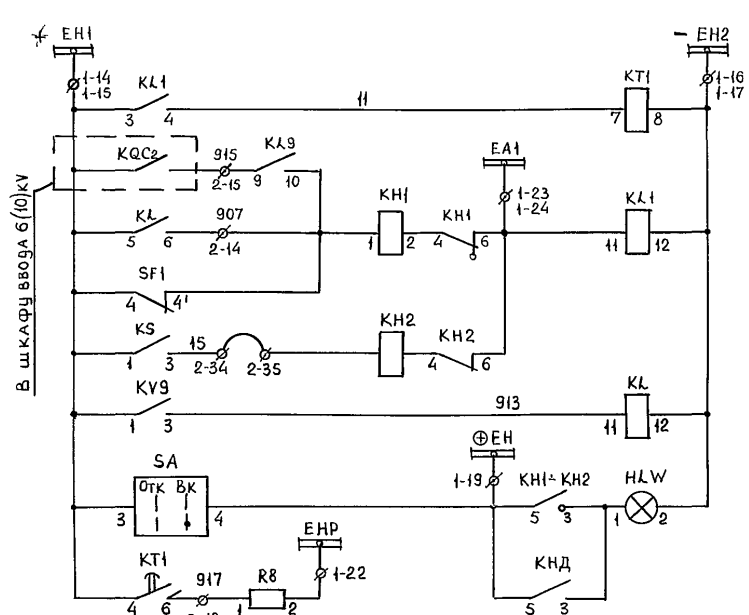 + EH1
- EH2
1-14
1-15
1-16
1-17
KL1
3 4
11
KT1
7 8
KQC2
915
2-15
KL9
9 10
EA1
1-23
1-24
В ШКАФУ ВВОДА 6(10)KV
KL
5 6
907
2-14
KH1
1 2
KH1
4 6
KL1
11 12
SF1
4 4'
KS
1 3
15
2-34
2-35
KH2
KH2
4 6
KV9
1 3
913
KL
11 12
⊕EH
1-19
SA
ОТК ВК
3 4
KH1÷KH2
5 3
HLW
1 2
KT1
4 6
917
R8
1 2
EHP
1-22
КНД
5 3